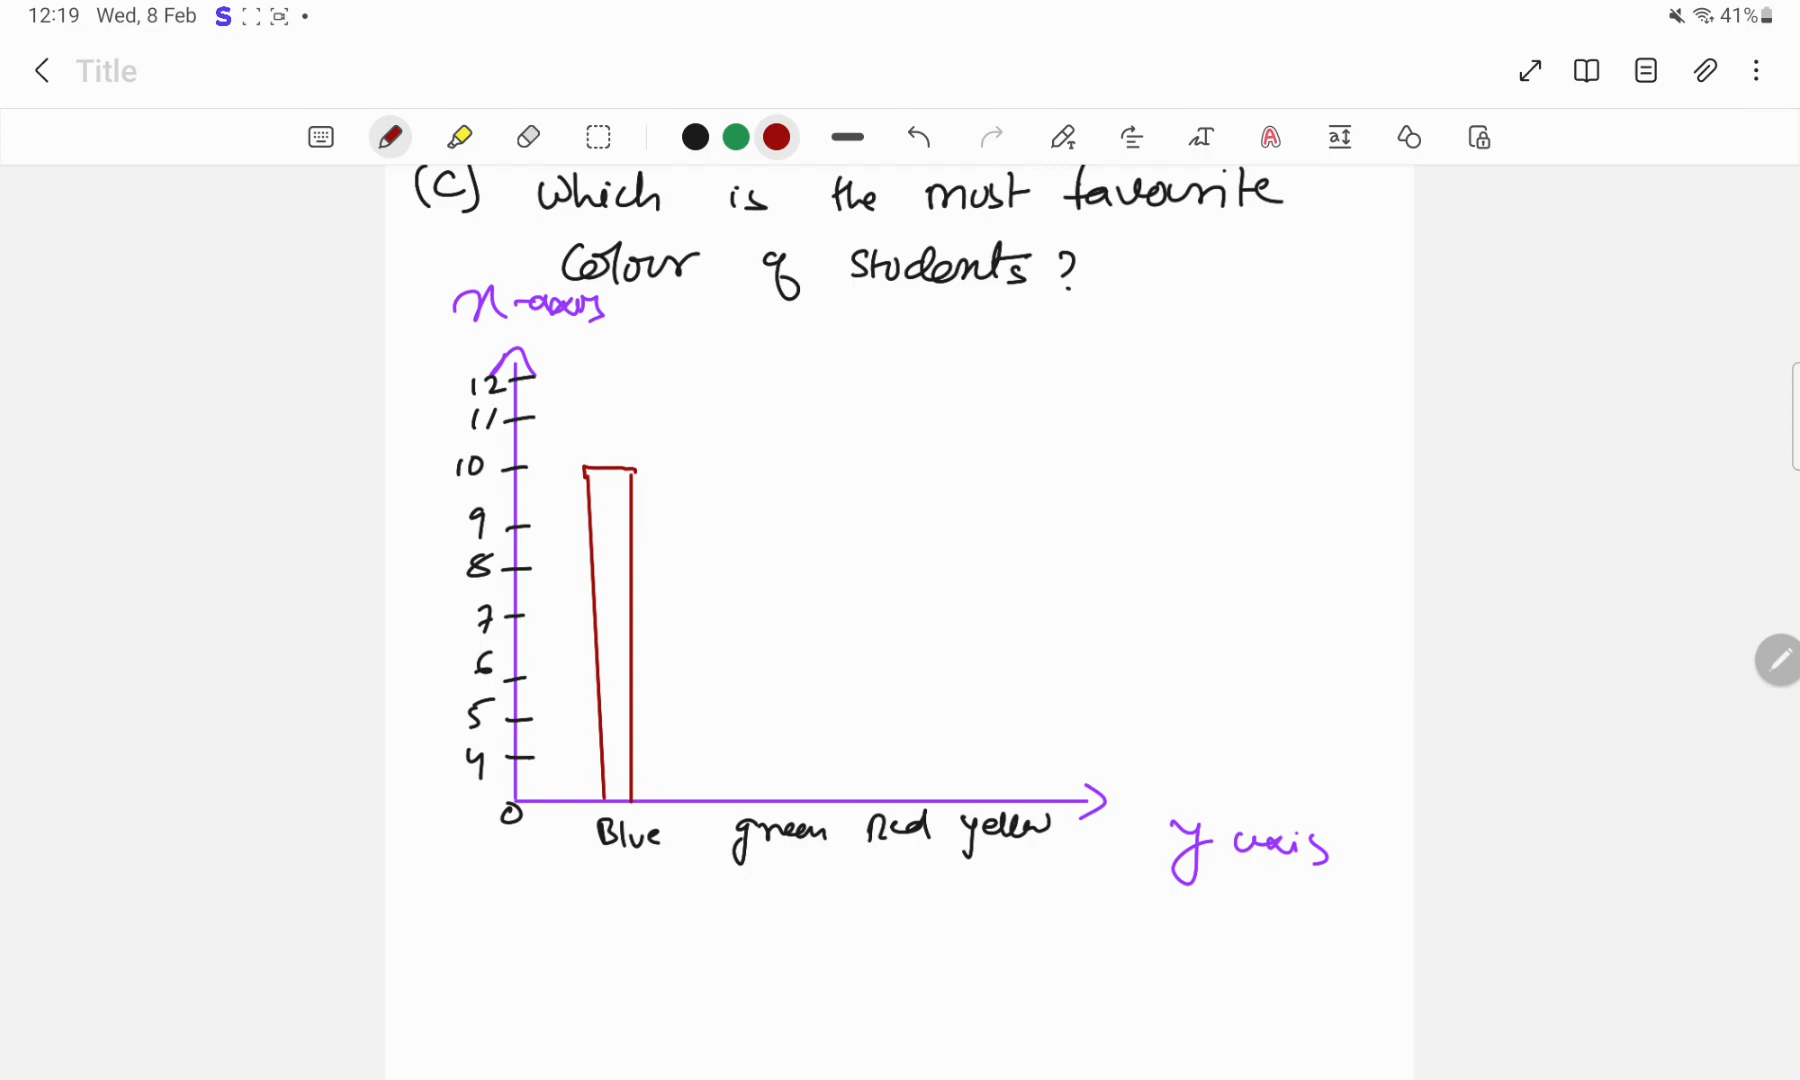 12:19 Wed, 8 Feb S
41%
Title
(C) Which is the most favourite
Colour of students?
x-axis
12
11
10
9
8
7
6
5
4
0
Blue green Red yellow
y axis